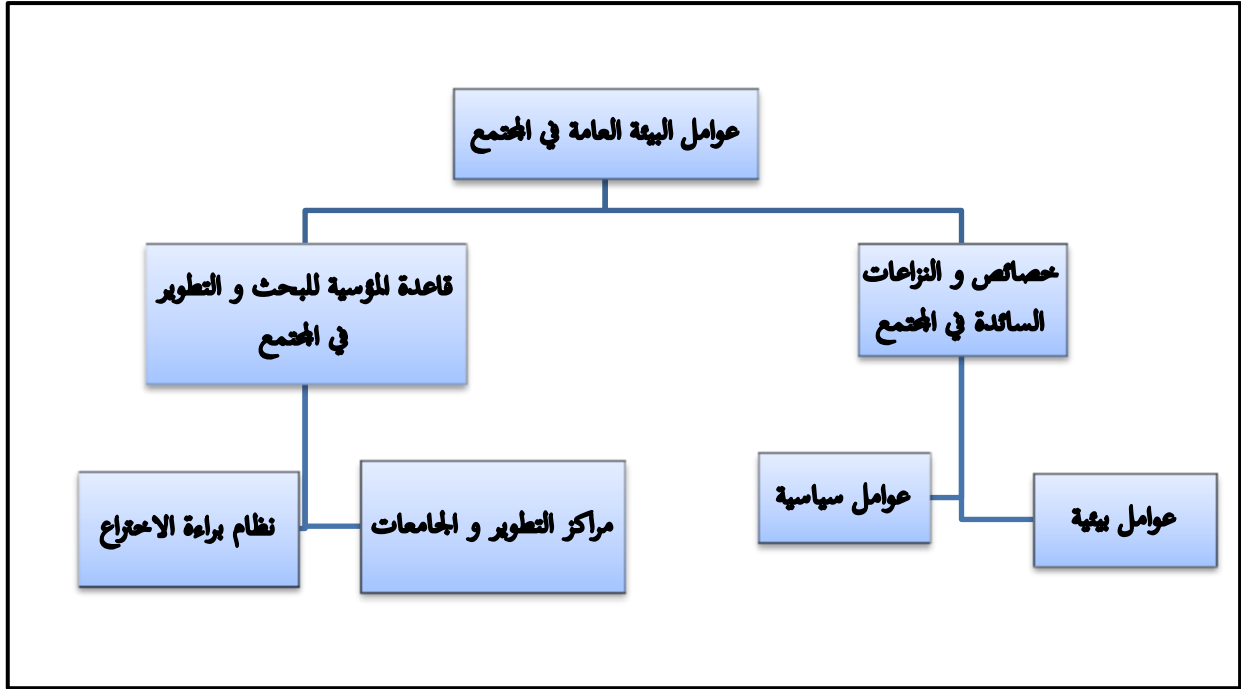 عوامل البيئة العامة في المجتمع
خصائص و النزاعات
السائدة في المجتمع
قاعدة المؤسية للبحث و التطوير
في المجتمع
عوامل بيئية
عوامل سياسية
مراكز التطوير و الجامعات
نظام براءة الاختراع